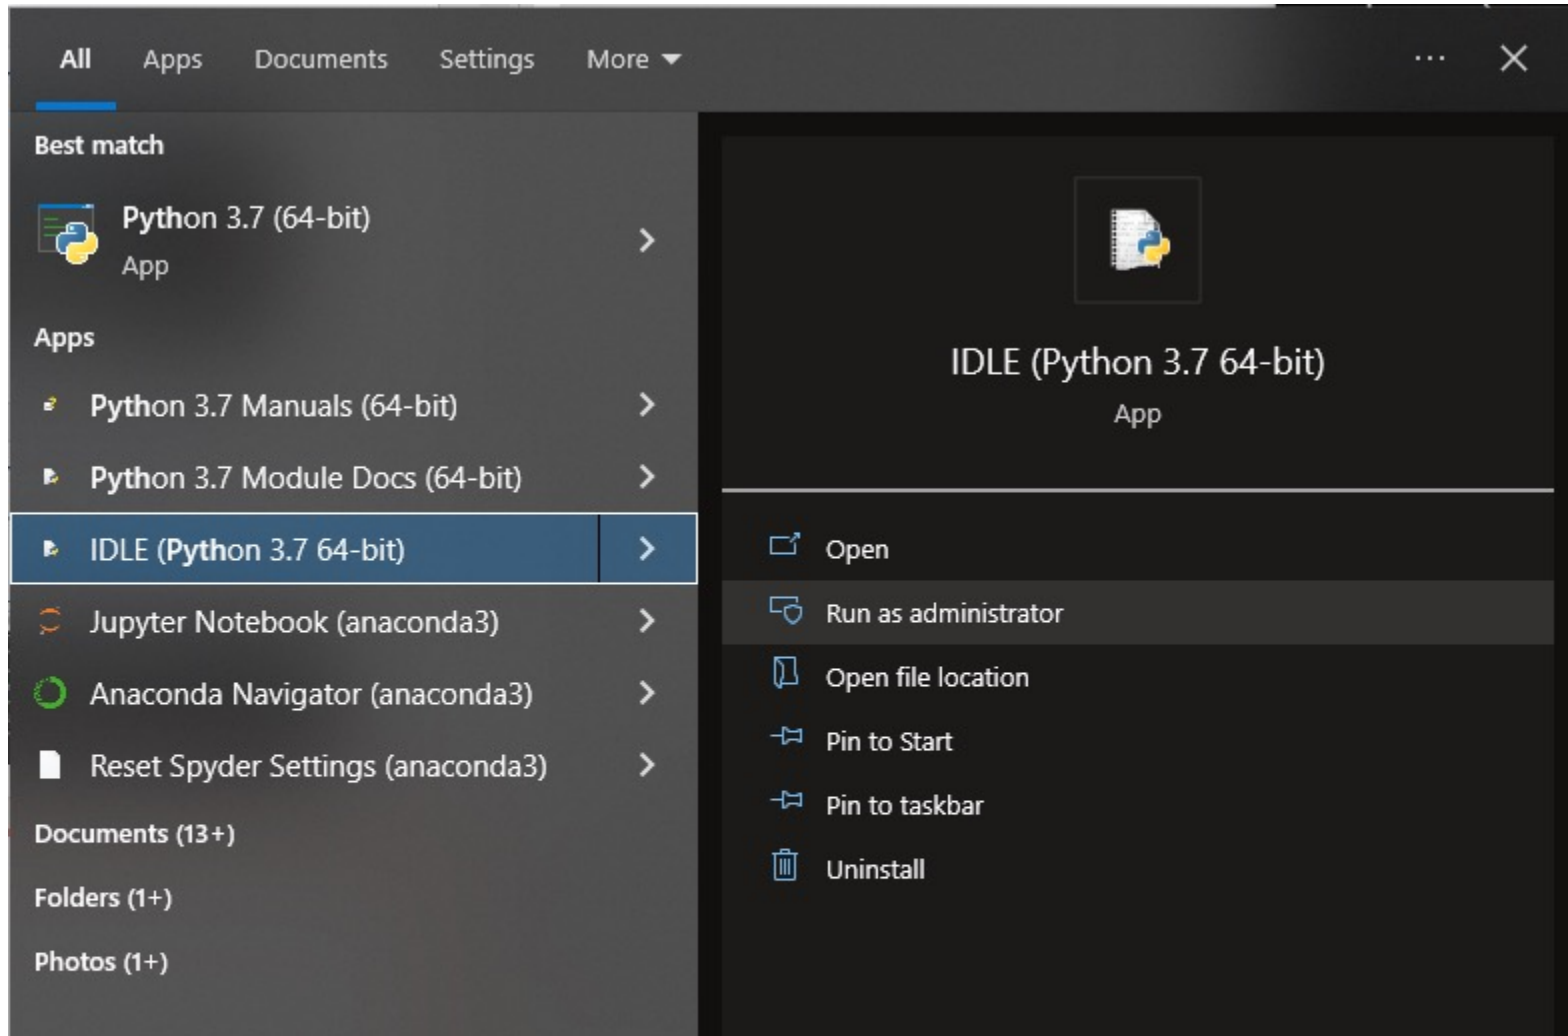 All Apps Documents Settings More
Best match
Python 3.7 (64-bit)
App
Apps
Python 3.7 Manuals (64-bit)
Python 3.7 Module Docs (64-bit)
IDLE (Python 3.7 64-bit)
Jupyter Notebook (anaconda3)
Anaconda Navigator (anaconda3)
Reset Spyder Settings (anaconda3)
Documents (13+)
Folders (1+)
Photos (1+)
IDLE (Python 3.7 64-bit)
App
Open
Run as administrator
Open file location
Pin to Start
Pin to taskbar
Uninstall